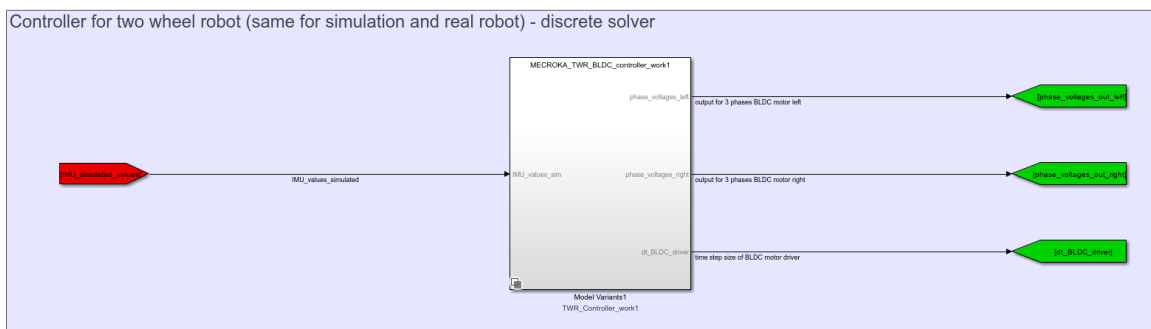 Controller for two wheel robot (same for simulation and real robot) - discrete solver
MECROKA_TWR_BLDC_controller_work1
phase_voltages_left
output for 3 phases BLDC motor left
[phase_voltages_out_left]
[IMU_simulated_values]
IMU_values_simulated
IMU_values_sim
phase_voltages_right
output for 3 phases BLDC motor right
[phase_voltages_out_right]
dt_BLDC_driver
time step size of BLDC motor driver
[dt_BLDC_driver]
Model Variants1
TWR_Controller_work1